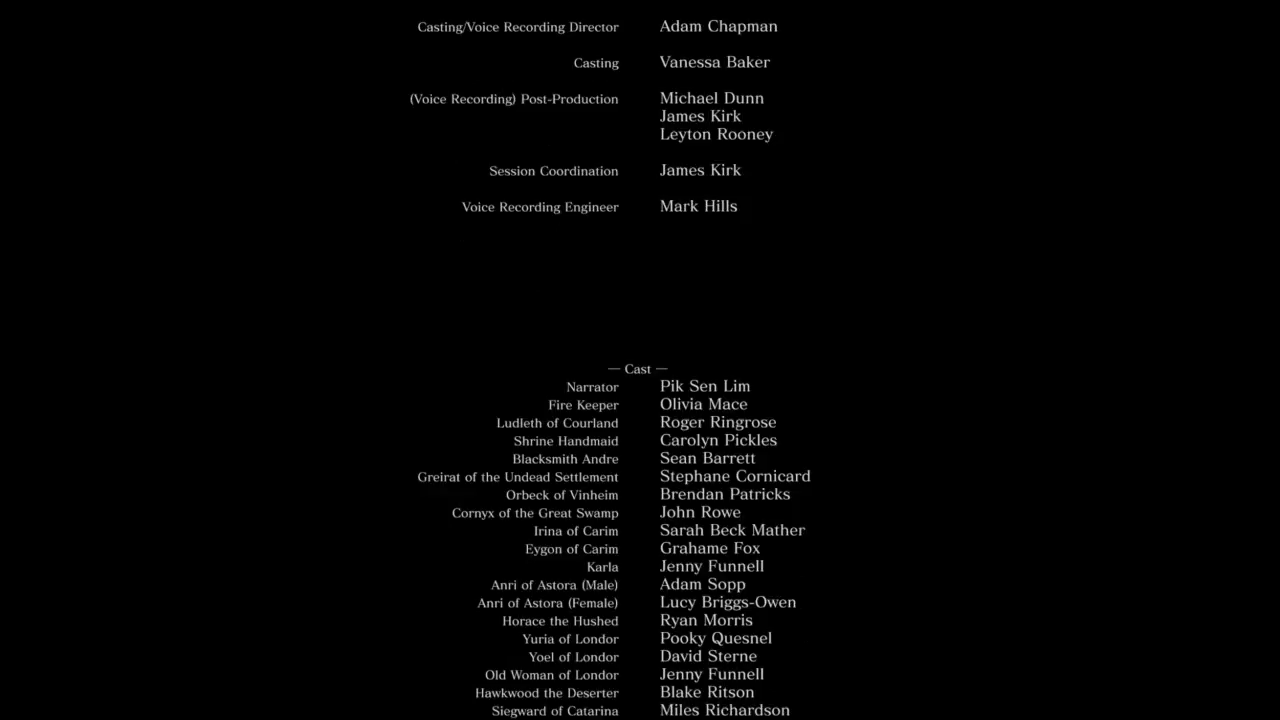 Casting/Voice Recording Director Adam Chapman
Casting Vanessa Baker
(Voice Recording) Post-Production Michael Dunn
James Kirk
Leyton Rooney
Session Coordination James Kirk
Voice Recording Engineer Mark Hills
— Cast —
Narrator Pik Sen Lim
Fire Keeper Olivia Mace
Ludleth of Courland Roger Ringrose
Shrine Handmaid Carolyn Pickles
Blacksmith Andre Sean Barrett
Greirat of the Undead Settlement Stephane Cornicard
Orbeck of Vinheim Brendan Patricks
Cornyx of the Great Swamp John Rowe
Irina of Carim Sarah Beck Mather
Eygon of Carim Grahame Fox
Karla Jenny Funnell
Anri of Astora (Male) Adam Sopp
Anri of Astora (Female) Lucy Briggs-Owen
Horace the Hushed Ryan Morris
Yuria of Londor Pooky Quesnel
Yoel of Londor David Sterne
Old Woman of Londor Jenny Funnell
Hawkwood the Deserter Blake Ritson
Siegward of Catarina Miles Richardson